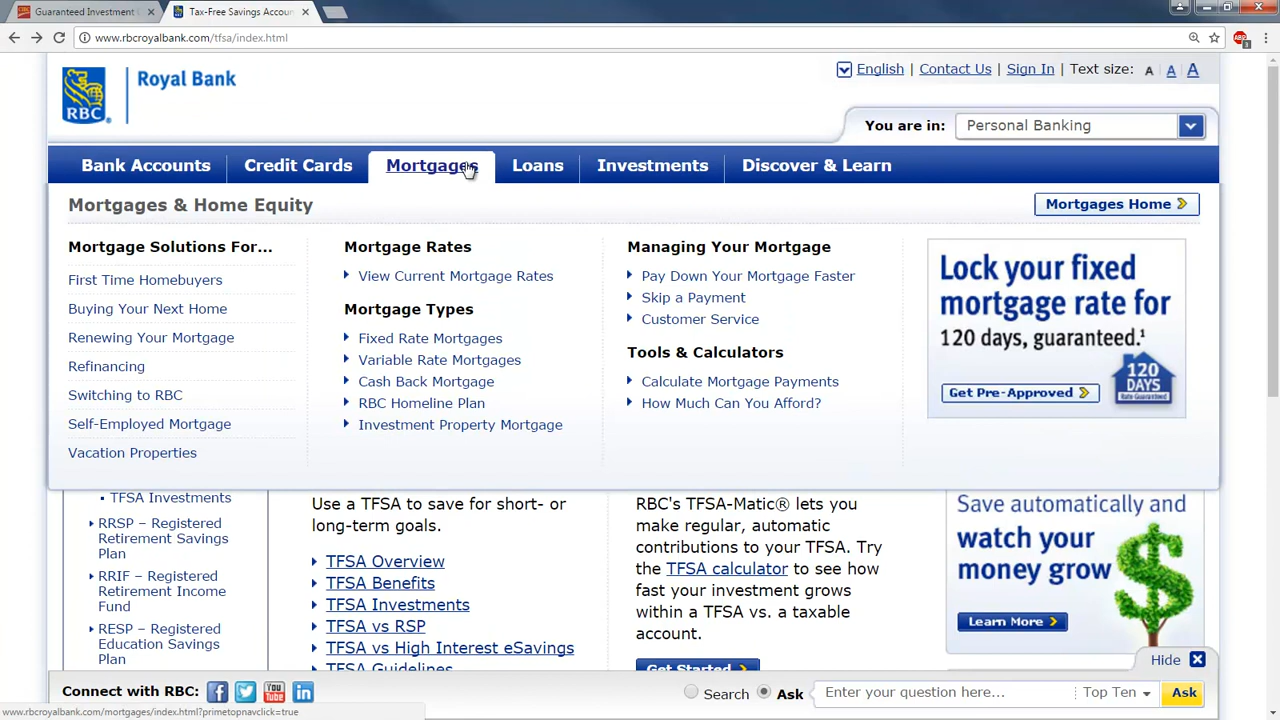 Guaranteed Investment C
Tax-Free Savings Accoun
www.rbcroyalbank.com/tfsa/index.html
RBC
Royal Bank
English
Contact Us
Sign In
Text size: A A A
You are in: Personal Banking
Bank Accounts
Credit Cards
Mortgages
Loans
Investments
Discover & Learn
Mortgages & Home Equity
Mortgages Home
Mortgage Solutions For...
First Time Homebuyers
Buying Your Next Home
Renewing Your Mortgage
Refinancing
Switching to RBC
Self-Employed Mortgage
Vacation Properties
Mortgage Rates
View Current Mortgage Rates
Mortgage Types
Fixed Rate Mortgages
Variable Rate Mortgages
Cash Back Mortgage
RBC Homeline Plan
Investment Property Mortgage
Managing Your Mortgage
Pay Down Your Mortgage Faster
Skip a Payment
Customer Service
Tools & Calculators
Calculate Mortgage Payments
How Much Can You Afford?
Lock your fixed
mortgage rate for
120 days, guaranteed.¹
Get Pre-Approved
120
DAYS
Rate Guaranteed
TFSA Investments
RRSP – Registered
Retirement Savings
Plan
RRIF – Registered
Retirement Income
Fund
RESP – Registered
Education Savings
Plan
Use a TFSA to save for short- or
long-term goals.
TFSA Overview
TFSA Benefits
TFSA Investments
TFSA vs RSP
TFSA vs High Interest eSavings
TFSA Guidelines
RBC's TFSA-Matic® lets you
make regular, automatic
contributions to your TFSA. Try
the TFSA calculator to see how
fast your investment grows
within a TFSA vs. a taxable
account.
Get Started
Save automatically and
watch your
money grow
Learn More
Hide
Connect with RBC:
You Tube
Search
Ask
Enter your question here...
Top Ten
Ask
www.rbcroyalbank.com/mortgages/index.html?primetopnavclick=true